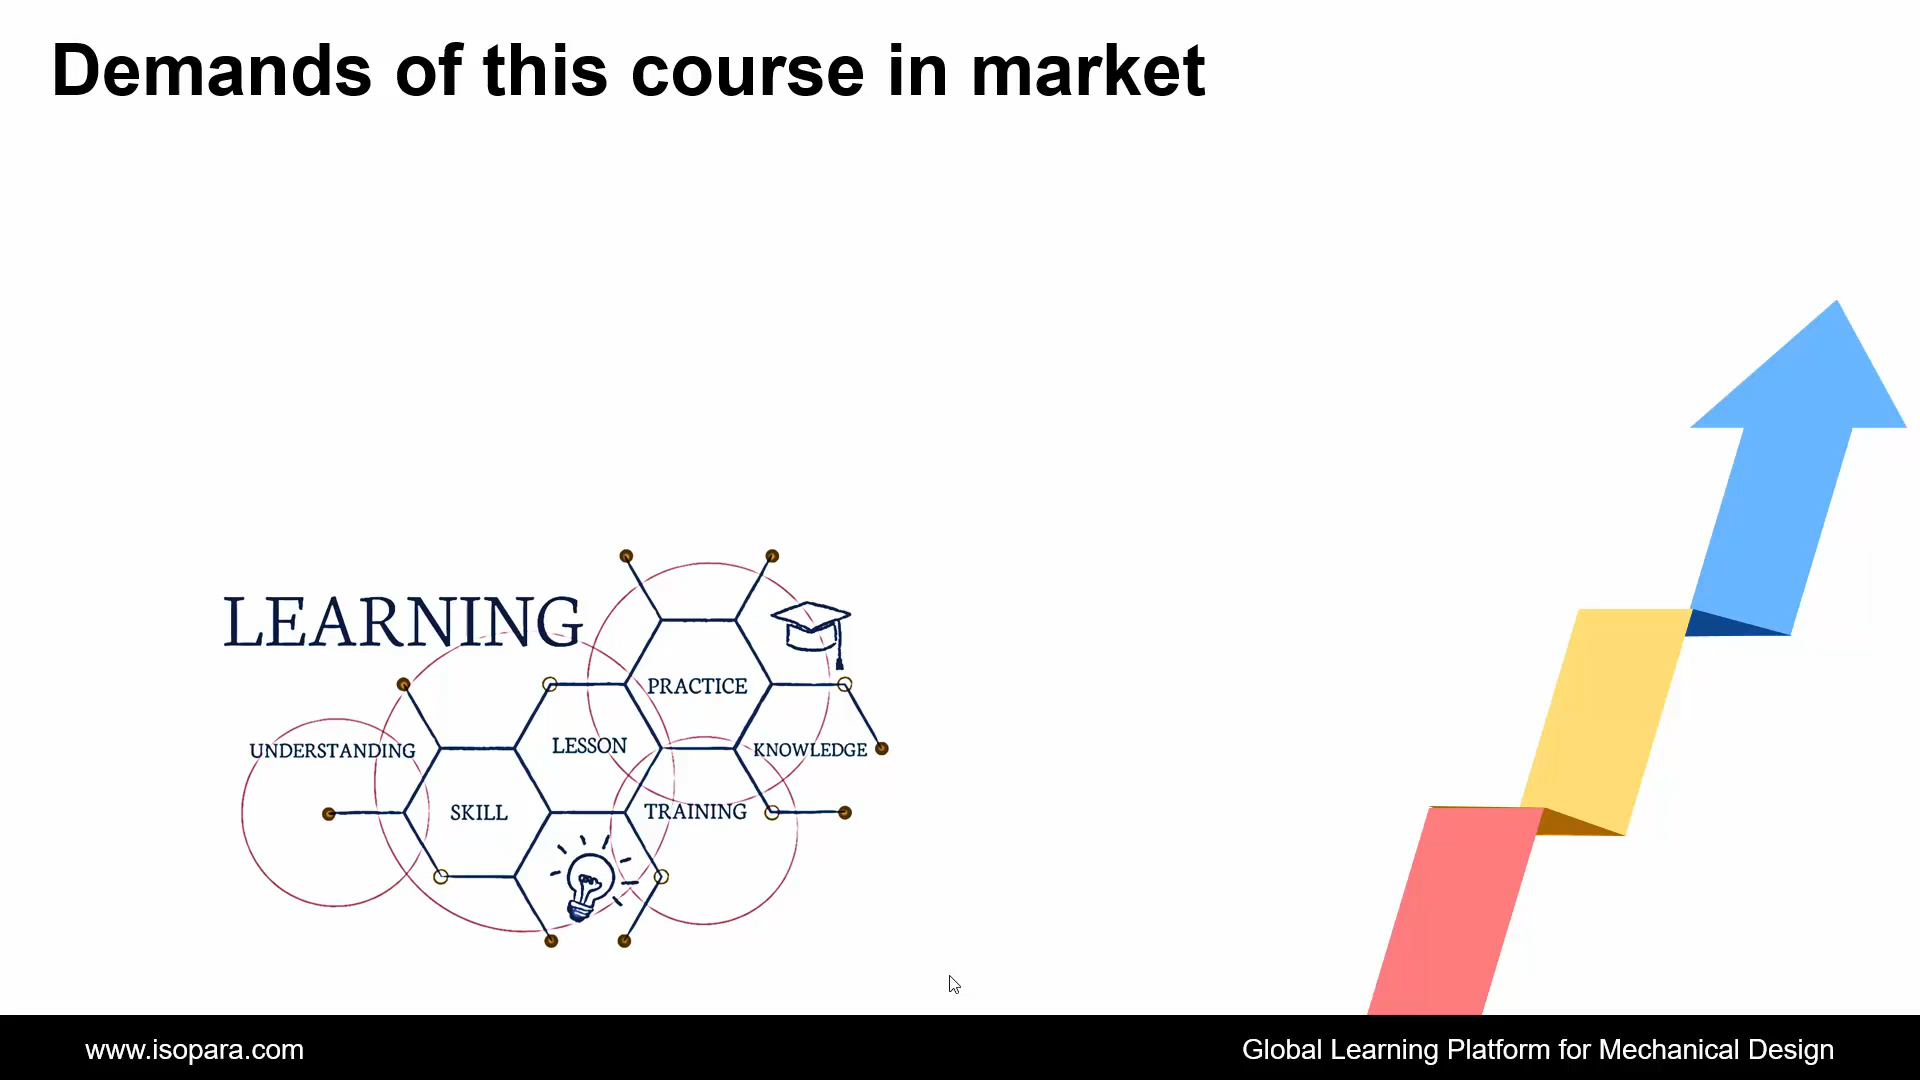 Demands of this course in market
LEARNING
PRACTICE
UNDERSTANDING
LESSON
KNOWLEDGE
SKILL
TRAINING
www.isopara.com
Global Learning Platform for Mechanical Design